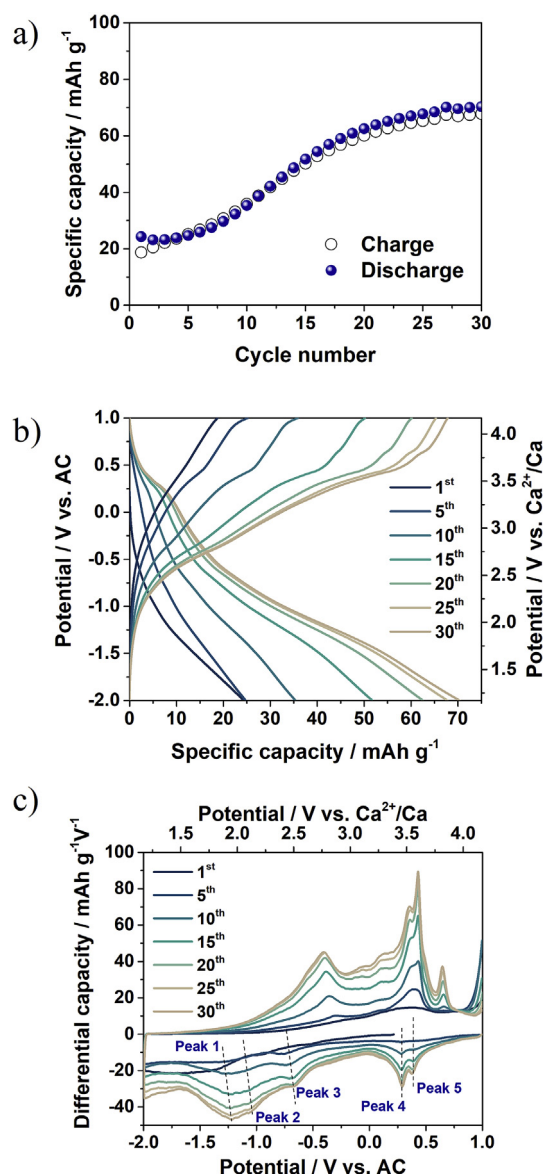 a)
100
80
60
40
20
0
Specific capacity / mAh g⁻¹
Charge
Discharge
0 5 10 15 20 25 30
Cycle number
b)
1.0
0.5
0.0
-0.5
-1.0
-1.5
-2.0
Potential / V vs. AC
1st
5th
10th
15th
20th
25th
30th
4.0
3.5
3.0
2.5
2.0
1.5
Potential / V vs. Ca²⁺/Ca
0 10 20 30 40 50 60 70
Specific capacity / mAh g⁻¹
c)
Potential / V vs. Ca²⁺/Ca
1.5 2.0 2.5 3.0 3.5 4.0
100
80
60
40
20
0
-20
-40
Differential capacity / mAh g⁻¹V⁻¹
1st
5th
10th
15th
20th
25th
30th
Peak 1
Peak 2
Peak 3
Peak 4
Peak 5
-2.0 -1.5 -1.0 -0.5 0.0 0.5 1.0
Potential / V vs. AC